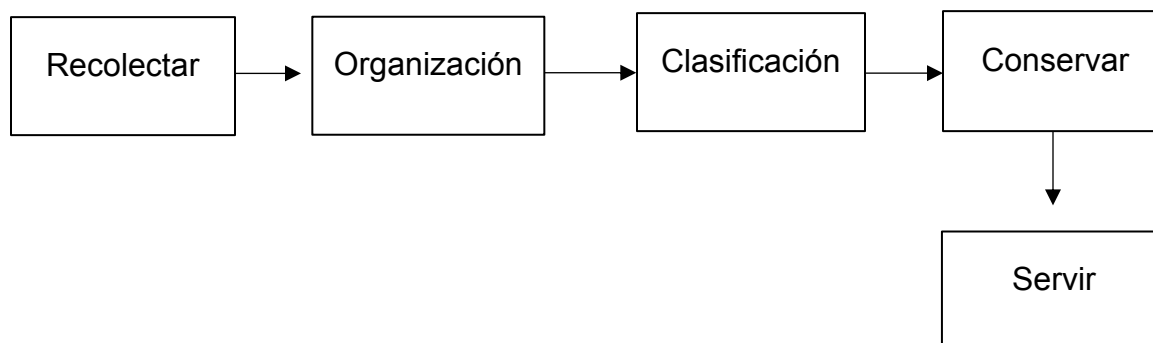 Recolectar
Organización
Clasificación
Conservar
Servir